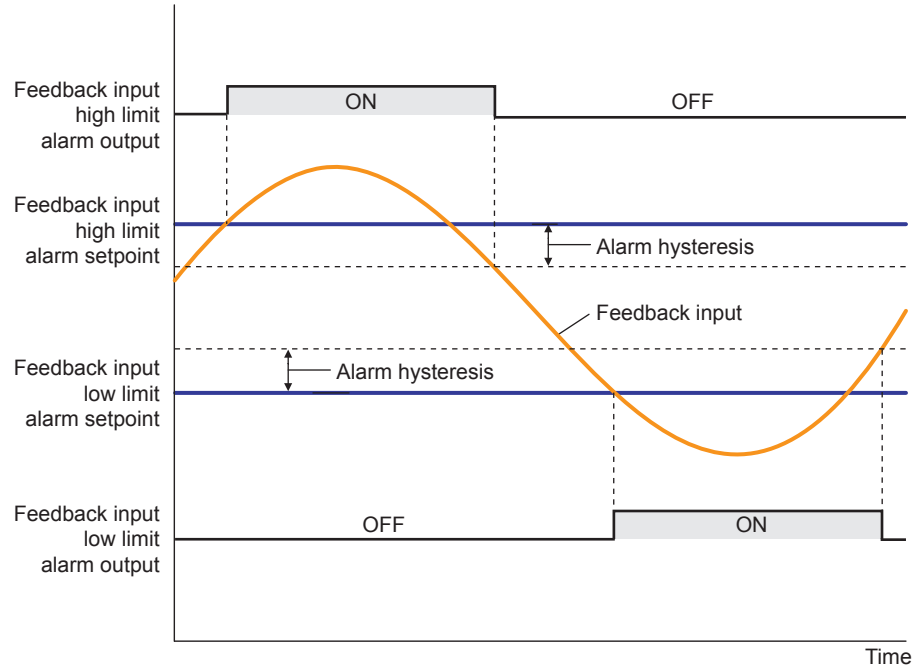 Feedback input
high limit
alarm output
ON
OFF
Feedback input
high limit
alarm setpoint
Alarm hysteresis
Feedback input
Alarm hysteresis
Feedback input
low limit
alarm setpoint
Feedback input
low limit
alarm output
OFF
ON
Time